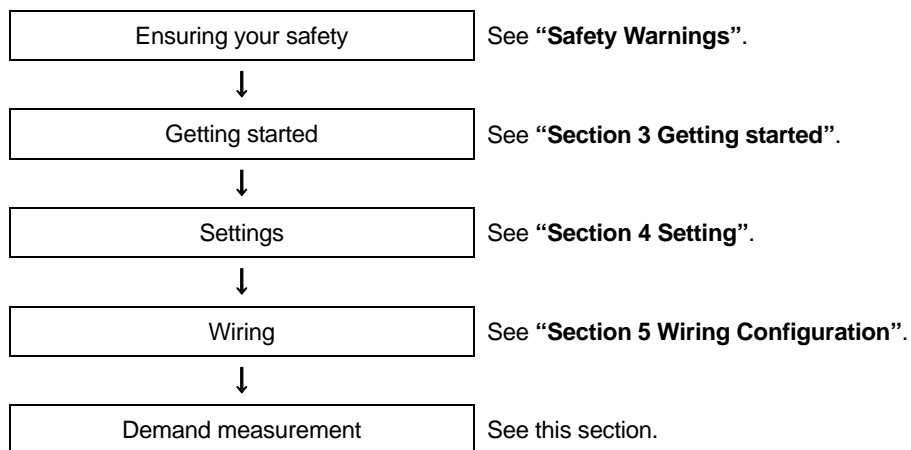 Ensuring your safety See “Safety Warnings”.
↓
Getting started See “Section 3 Getting started”.
↓
Settings See “Section 4 Setting”.
↓
Wiring See “Section 5 Wiring Configuration”.
↓
Demand measurement See this section.